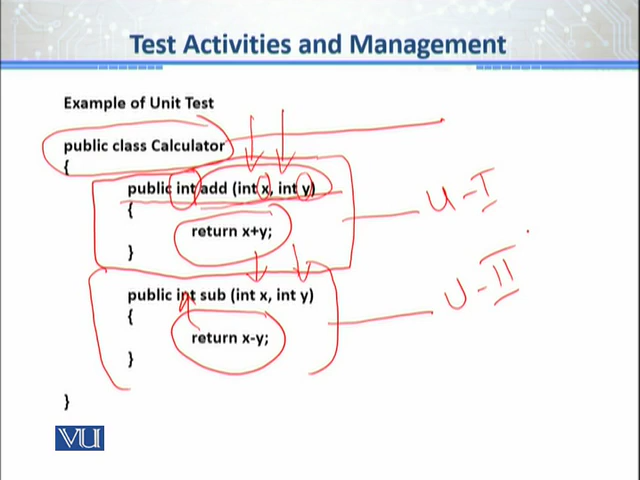 Test Activities and Management
Example of Unit Test
public class Calculator
{
public int add (int x, int y)
{
return x+y;
}
U-I
public int sub (int x, int y)
{
return x-y;
}
U-II
}
VU